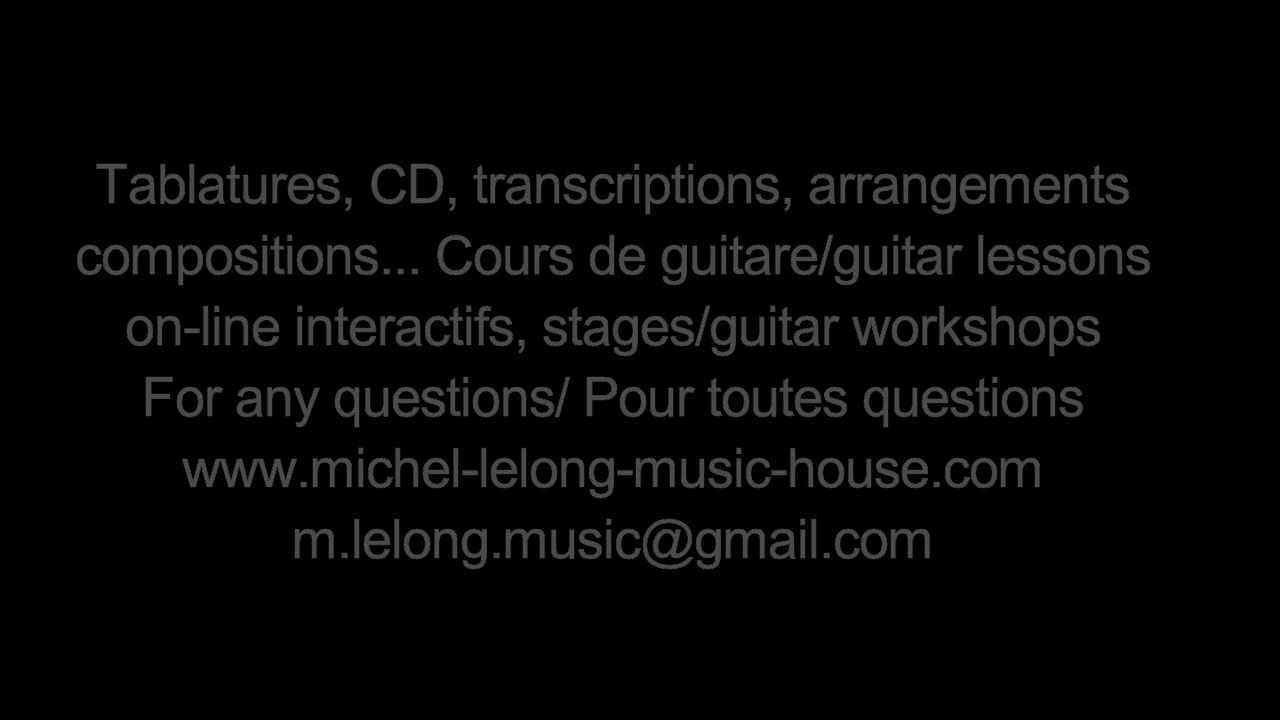 Tablatures, CD, transcriptions, arrangements
compositions... Cours de guitare/guitar lessons
on-line interactifs, stages/guitar workshops
For any questions/ Pour toutes questions
www.michel-lelong-music-house.com
m.lelong.music@gmail.com